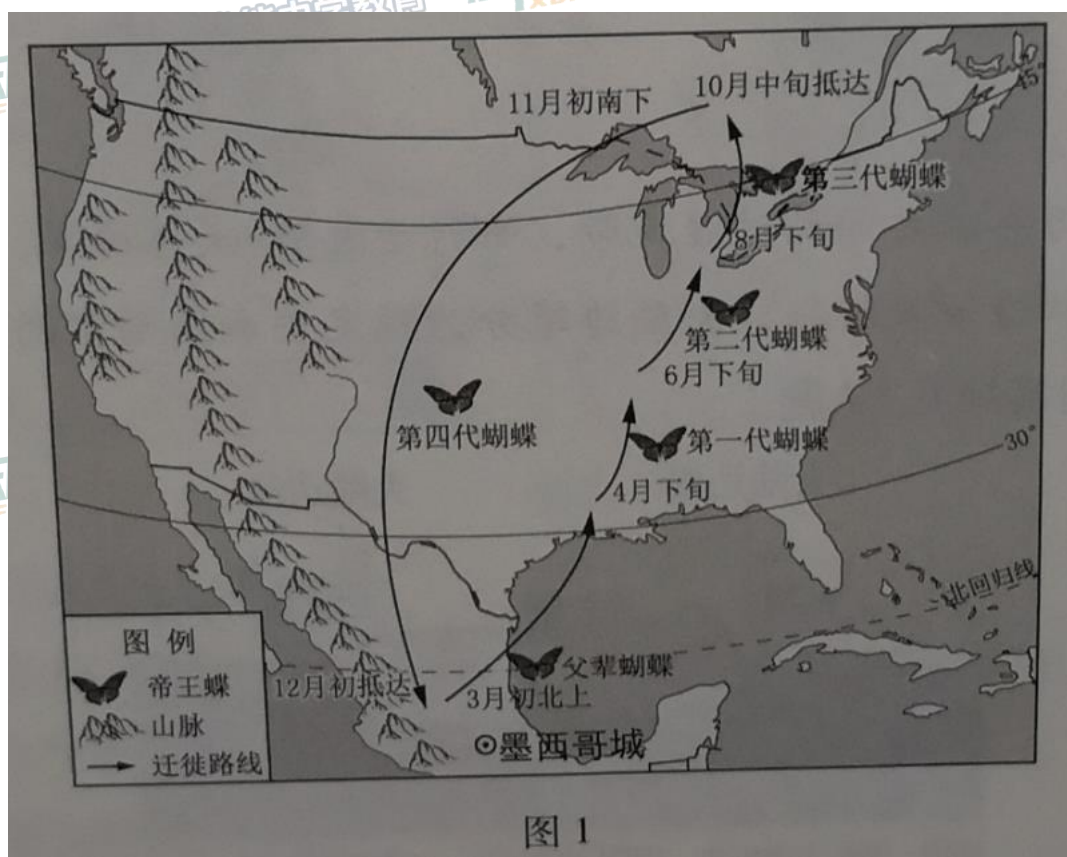 11月初南下
10月中旬抵达
45°
第三代蝴蝶
8月下旬
第二代蝴蝶
6月下旬
第四代蝴蝶
第一代蝴蝶
4月下旬
30°
北回归线
父辈蝴蝶
12月初抵达
3月初北上
墨西哥城
图例
帝王蝶
山脉
迁徙路线
图 1